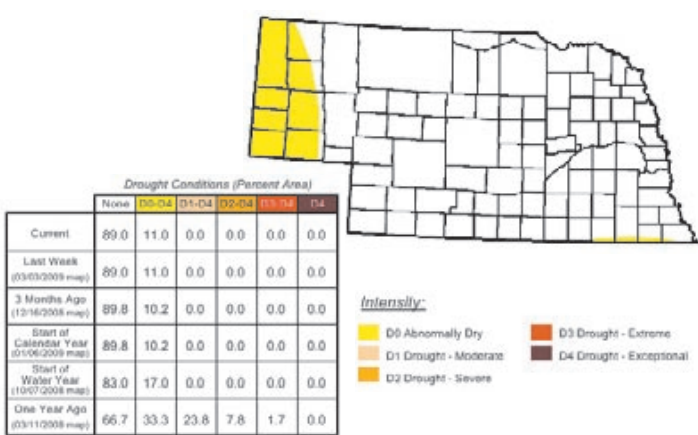 Drought Conditions (Percent Area)
None D0-D4 D1-D4 D2-D4 D3-D4 D4
Current 89.0 11.0 0.0 0.0 0.0 0.0
Last Week
(03/03/2009 map) 89.0 11.0 0.0 0.0 0.0 0.0
3 Months Ago
(12/16/2008 map) 89.8 10.2 0.0 0.0 0.0 0.0
Start of
Calendar Year
(01/06/2009 map) 89.8 10.2 0.0 0.0 0.0 0.0
Start of
Water Year
(10/07/2008 map) 83.0 17.0 0.0 0.0 0.0 0.0
One Year Ago
(03/11/2008 map) 66.7 33.3 23.8 7.8 1.7 0.0
Intensity:
D0 Abnormally Dry
D1 Drought - Moderate
D2 Drought - Severe
D3 Drought - Extreme
D4 Drought - Exceptional